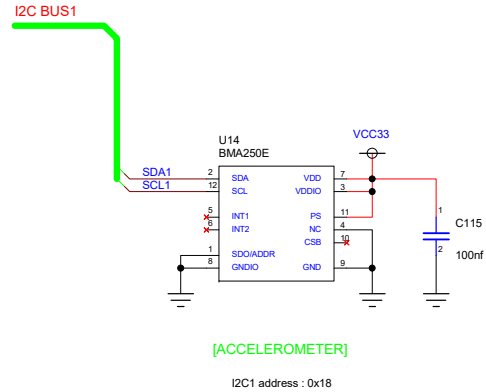 I2C BUS1
U14
BMA250E
VCC33
SDA1
SCL1
2 SDA VDD 7
12 SCL VDDIO 3
5 INT1 PS 11
6 INT2 NC 4
CSB 10
1 SDO/ADDR
8 GNDIO GND 9
1
C115
2
100nf
[ACCELEROMETER]
I2C1 address : 0x18